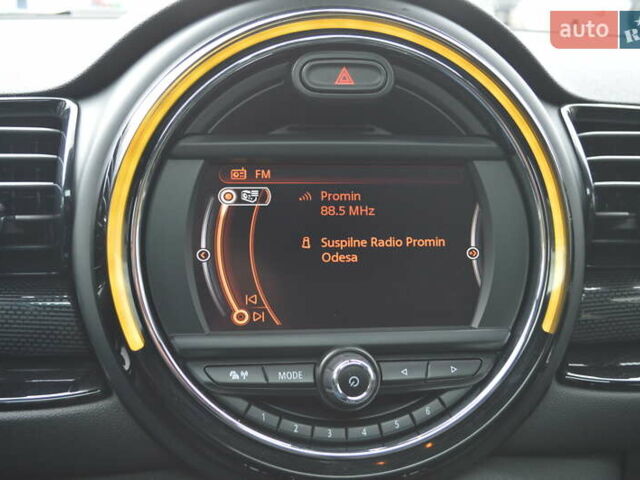 auto
FM
Promin
88.5 MHz
Suspilne Radio Promin
Odesa
MODE
1 2 3 4 5 6